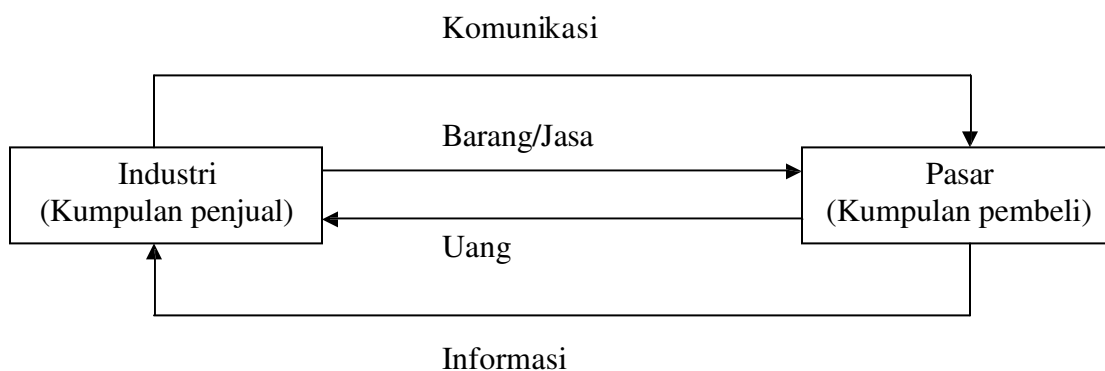 Komunikasi
Barang/Jasa
Industri
(Kumpulan penjual)
Pasar
(Kumpulan pembeli)
Uang
Informasi